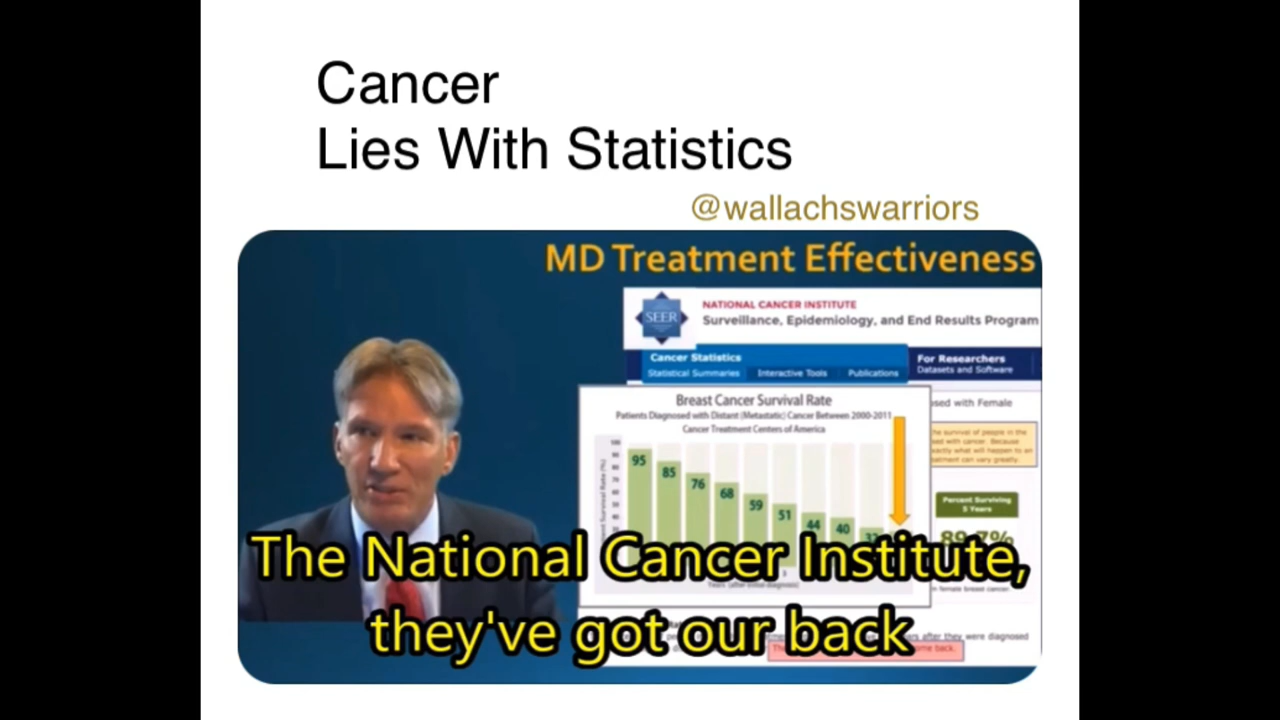 Cancer
Lies With Statistics
@wallachswarriors
MD Treatment Effectiveness
NATIONAL CANCER INSTITUTE
SEER
Surveillance, Epidemiology, and End Results Program
Cancer Statistics
For Researchers
Statistical Summaries
Interactive Tools
Publications
Datasets and Software
Breast Cancer Survival Rate
Patients Diagnosed with Distant (Metastatic) Cancer Between 2000-2011
Cancer Treatment Centers of America
95
85
76
68
59
51
44
40
Percent Surviving
5 Years
The National Cancer Institute,
they've got our back